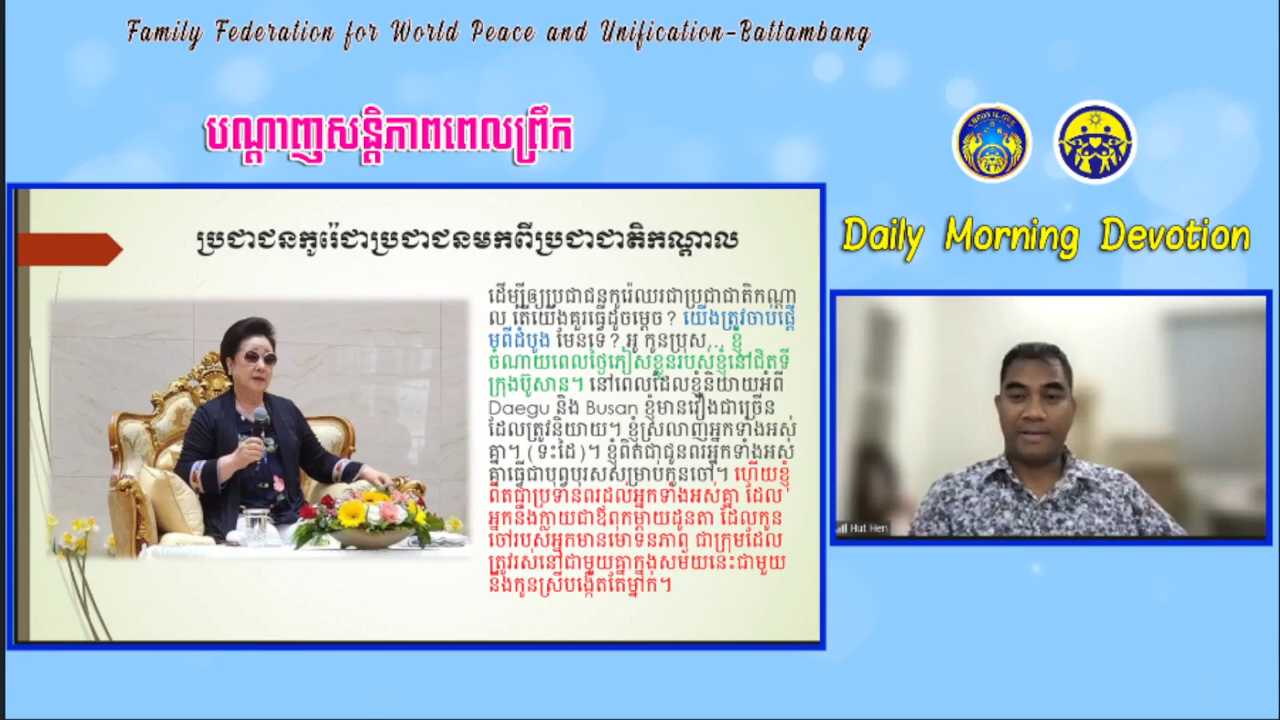 Family Federation for World Peace and Unification-Battambang
បណ្តាញសន្តិភាពពេលព្រឹក
Daily Morning Devotion
ប្រជាជនកូរ៉េជាប្រជាជនមកពីប្រជាជាតិកណ្តាល
ដើម្បីឲ្យប្រជាជនកូរ៉េឈរជាប្រជាជាតិកណ្តា
ល តើយើងគួរធ្វើដូចម្តេច? យើងត្រូវចាប់ផ្តើ
មពីដំបូង មែនទេ? អូ កូនប្រុស... ខ្ញុំ
ចំណាយពេលថ្ងៃភៀសខ្លួនរបស់ខ្ញុំនៅជិតទី
ក្រុងប៊ូសាន។ នៅពេលដែលខ្ញុំនិយាយអំពី
Daegu និង Busan ខ្ញុំមានរឿងជាច្រើន
ដែលត្រូវនិយាយ។ ខ្ញុំស្រលាញ់អ្នកទាំងអស់
គ្នា។ (ទះដៃ)។ ខ្ញុំពិតជាជូនពរអ្នកទាំងអស់
គ្នាធ្វើជាបុព្វបុរសសម្រាប់កូនចៅ។ ហើយខ្ញុំ
ពិតជាប្រទានពរដល់អ្នកទាំងអស់គ្នា ដែល
អ្នកនឹងក្លាយជាឪពុកម្តាយដូនតា ដែលកូន
ចៅរបស់អ្នកមានមោទនភាព ជាក្រុមដែល
ត្រូវរស់នៅជាមួយគ្នាក្នុងសម័យនេះជាមួយ
នឹងកូនស្រីបង្កើតតែម្នាក់។
Hut Hen